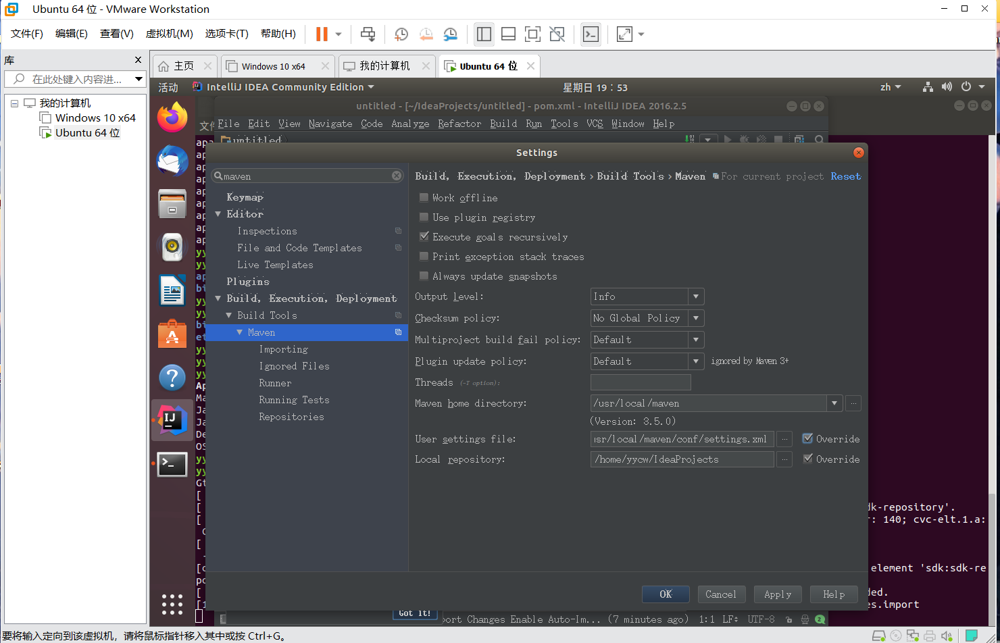 Ubuntu 64 位 - VMware Workstation
文件(F) 编辑(E) 查看(V) 虚拟机(M) 选项卡(T) 帮助(H)
库
在此处键入内容进...
我的计算机
Windows 10 x64
Ubuntu 64 位
主页 Windows 10 x64 我的计算机 Ubuntu 64 位
活动 IntelliJ IDEA Community Edition 星期日 19：53 zh
untitled - [~/IdeaProjects/untitled] - pom.xml - IntelliJ IDEA 2016.2.5
File Edit View Navigate Code Analyze Refactor Build Run Tools VCS Window Help
untitled
Settings
maven
Keymap
Editor
Inspections
File and Code Templates
Live Templates
Plugins
Build, Execution, Deployment
Build Tools
Maven
Importing
Ignored Files
Runner
Running Tests
Repositories
Build, Execution, Deployment › Build Tools › Maven For current project Reset
Work offline
Use plugin registry
Execute goals recursively
Print exception stack traces
Always update snapshots
Output level: Info
Checksum policy: No Global Policy
Multiproject build fail policy: Default
Plugin update policy: Default ignored by Maven 3+
Threads (-T option):
Maven home directory: /usr/local/maven
(Version: 3.5.0)
User settings file: usr/local/maven/conf/settings.xml Override
Local repository: /home/yycw/IdeaProjects Override
dk-repository'.
r: 140; cvc-elt.1.a:
element 'sdk:sdk-re
ded.
es.import
OK Cancel Apply Help
Got it!
port Changes Enable Auto-Im... (7 minutes ago) 1:1 LF UTF-8 2
要将输入定向到该虚拟机，请将鼠标指针移入其中或按 Ctrl+G。